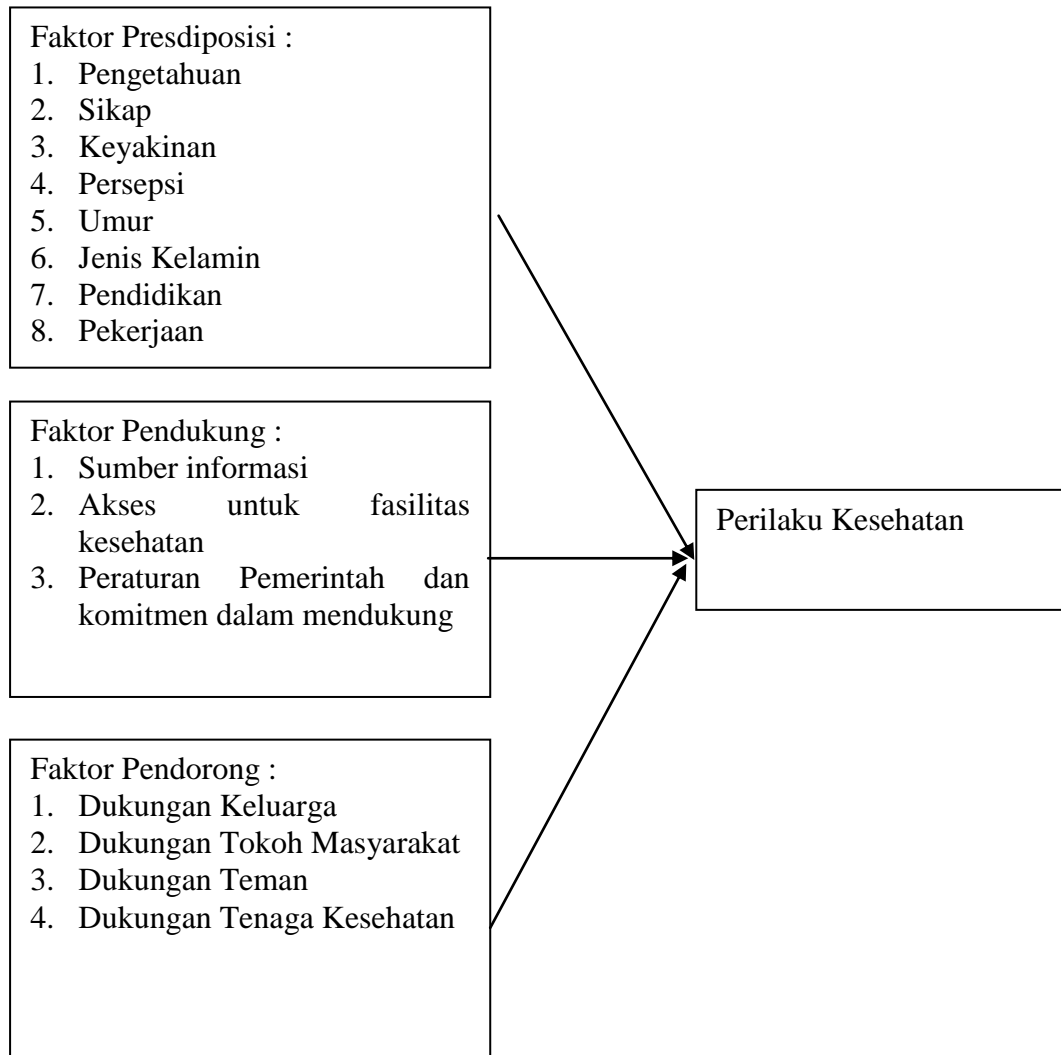 Faktor Presdiposisi :
1. Pengetahuan
2. Sikap
3. Keyakinan
4. Persepsi
5. Umur
6. Jenis Kelamin
7. Pendidikan
8. Pekerjaan
Faktor Pendukung :
1. Sumber informasi
2. Akses untuk fasilitas
kesehatan
3. Peraturan Pemerintah dan
komitmen dalam mendukung
Perilaku Kesehatan
Faktor Pendorong :
1. Dukungan Keluarga
2. Dukungan Tokoh Masyarakat
3. Dukungan Teman
4. Dukungan Tenaga Kesehatan